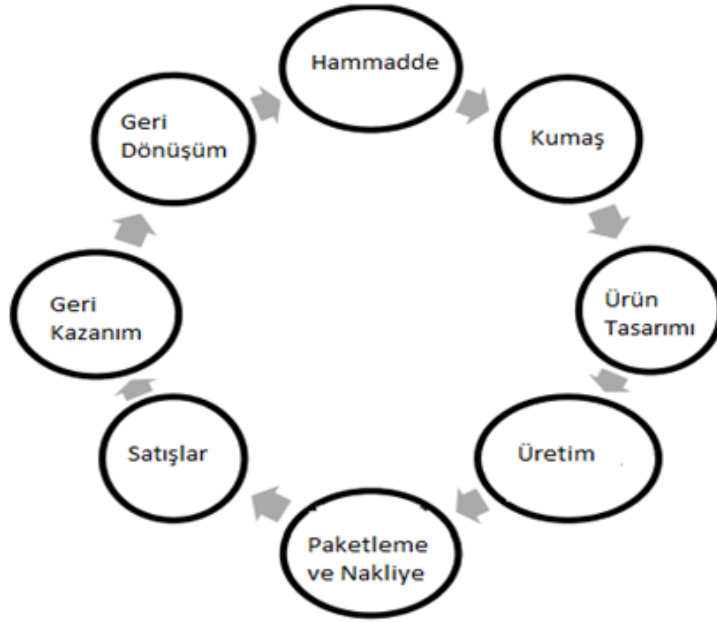 Hammadde
Kumaş
Ürün
Tasarımı
Üretim
Paketleme
ve Nakliye
Satışlar
Geri
Kazanım
Geri
Dönüşüm